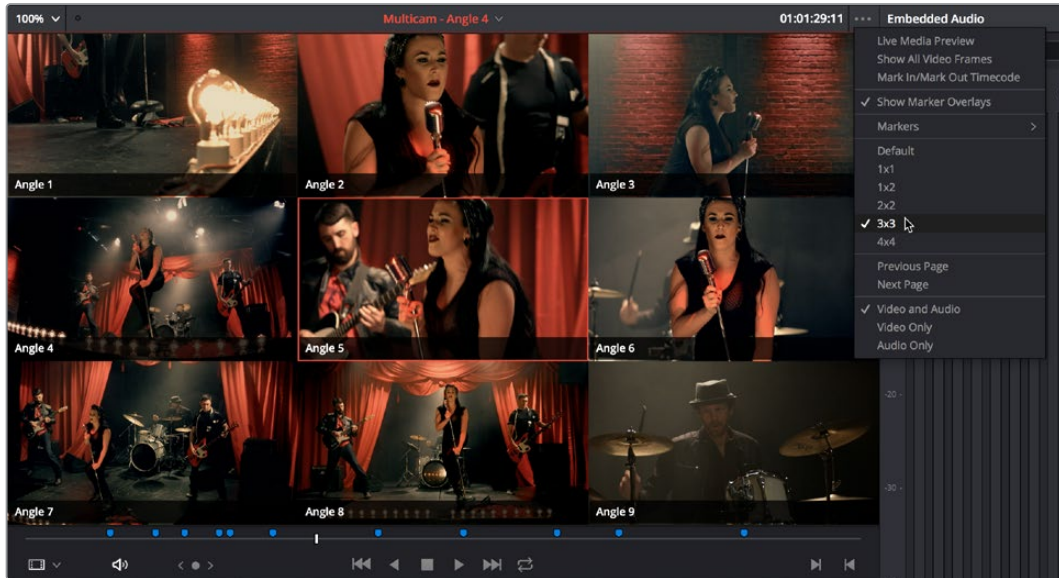 100%
Multicam - Angle 4
01:01:29:11
Embedded Audio
Live Media Preview
Show All Video Frames
Mark In/Mark Out Timecode
✓ Show Marker Overlays
Markers >
Default
1x1
1x2
2x2
✓ 3x3
4x4
Previous Page
Next Page
✓ Video and Audio
Video Only
Audio Only
Angle 1
Angle 2
Angle 3
Angle 4
Angle 5
Angle 6
Angle 7
Angle 8
Angle 9
-20
-30